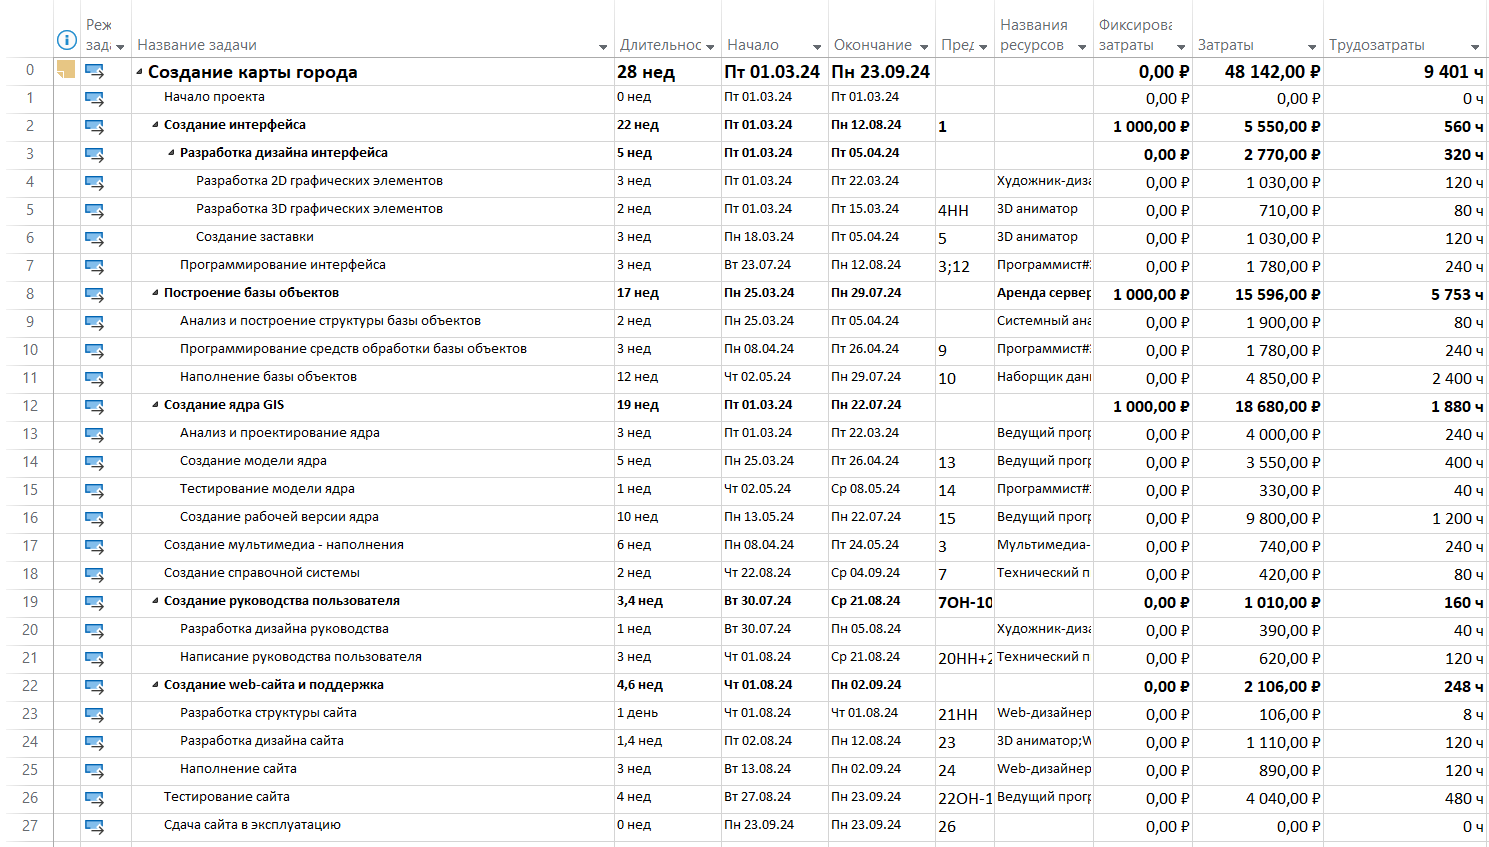 Реж зад Название задачи Длительнос Начало Окончание Пред Названия ресурсов Фиксирова затраты Затраты Трудозатраты
0 Создание карты города 28 нед Пт 01.03.24 Пн 23.09.24 0,00 ₽ 48 142,00 ₽ 9 401 ч
1 Начало проекта 0 нед Пт 01.03.24 Пт 01.03.24 0,00 ₽ 0,00 ₽ 0 ч
2 Создание интерфейса 22 нед Пт 01.03.24 Пн 12.08.24 1 1 000,00 ₽ 5 550,00 ₽ 560 ч
3 Разработка дизайна интерфейса 5 нед Пт 01.03.24 Пт 05.04.24 0,00 ₽ 2 770,00 ₽ 320 ч
4 Разработка 2D графических элементов 3 нед Пт 01.03.24 Пт 22.03.24 Художник-диза 0,00 ₽ 1 030,00 ₽ 120 ч
5 Разработка 3D графических элементов 2 нед Пт 01.03.24 Пт 15.03.24 4НН 3D аниматор 0,00 ₽ 710,00 ₽ 80 ч
6 Создание заставки 3 нед Пн 18.03.24 Пт 05.04.24 5 3D аниматор 0,00 ₽ 1 030,00 ₽ 120 ч
7 Программирование интерфейса 3 нед Вт 23.07.24 Пн 12.08.24 3;12 Программист# 0,00 ₽ 1 780,00 ₽ 240 ч
8 Построение базы объектов 17 нед Пн 25.03.24 Пн 29.07.24 Аренда сервер 1 000,00 ₽ 15 596,00 ₽ 5 753 ч
9 Анализ и построение структуры базы объектов 2 нед Пн 25.03.24 Пт 05.04.24 Системный ана 0,00 ₽ 1 900,00 ₽ 80 ч
10 Программирование средств обработки базы объектов 3 нед Пн 08.04.24 Пт 26.04.24 9 Программист# 0,00 ₽ 1 780,00 ₽ 240 ч
11 Наполнение базы объектов 12 нед Чт 02.05.24 Пн 29.07.24 10 Наборщик дан 0,00 ₽ 4 850,00 ₽ 2 400 ч
12 Создание ядра GIS 19 нед Пт 01.03.24 Пн 22.07.24 1 000,00 ₽ 18 680,00 ₽ 1 880 ч
13 Анализ и проектирование ядра 3 нед Пт 01.03.24 Пт 22.03.24 Ведущий прог 0,00 ₽ 4 000,00 ₽ 240 ч
14 Создание модели ядра 5 нед Пн 25.03.24 Пт 26.04.24 13 Ведущий прог 0,00 ₽ 3 550,00 ₽ 400 ч
15 Тестирование модели ядра 1 нед Чт 02.05.24 Ср 08.05.24 14 Программист# 0,00 ₽ 330,00 ₽ 40 ч
16 Создание рабочей версии ядра 10 нед Пн 13.05.24 Пн 22.07.24 15 Ведущий прог 0,00 ₽ 9 800,00 ₽ 1 200 ч
17 Создание мультимедиа - наполнения 6 нед Пн 08.04.24 Пт 24.05.24 3 Мультимедиа- 0,00 ₽ 740,00 ₽ 240 ч
18 Создание справочной системы 2 нед Чт 22.08.24 Ср 04.09.24 7 Технический п 0,00 ₽ 420,00 ₽ 80 ч
19 Создание руководства пользователя 3,4 нед Вт 30.07.24 Ср 21.08.24 7ОН-10 0,00 ₽ 1 010,00 ₽ 160 ч
20 Разработка дизайна руководства 1 нед Вт 30.07.24 Пн 05.08.24 Художник-диза 0,00 ₽ 390,00 ₽ 40 ч
21 Написание руководства пользователя 3 нед Чт 01.08.24 Ср 21.08.24 20НН+2 Технический п 0,00 ₽ 620,00 ₽ 120 ч
22 Создание web-сайта и поддержка 4,6 нед Чт 01.08.24 Пн 02.09.24 0,00 ₽ 2 106,00 ₽ 248 ч
23 Разработка структуры сайта 1 день Чт 01.08.24 Чт 01.08.24 21НН Web-дизайнер 0,00 ₽ 106,00 ₽ 8 ч
24 Разработка дизайна сайта 1,4 нед Пт 02.08.24 Пн 12.08.24 23 3D аниматор;W 0,00 ₽ 1 110,00 ₽ 120 ч
25 Наполнение сайта 3 нед Вт 13.08.24 Пн 02.09.24 24 Web-дизайнер 0,00 ₽ 890,00 ₽ 120 ч
26 Тестирование сайта 4 нед Вт 27.08.24 Пн 23.09.24 22ОН-1 Ведущий прог 0,00 ₽ 4 040,00 ₽ 480 ч
27 Сдача сайта в эксплуатацию 0 нед Пн 23.09.24 Пн 23.09.24 26 0,00 ₽ 0,00 ₽ 0 ч